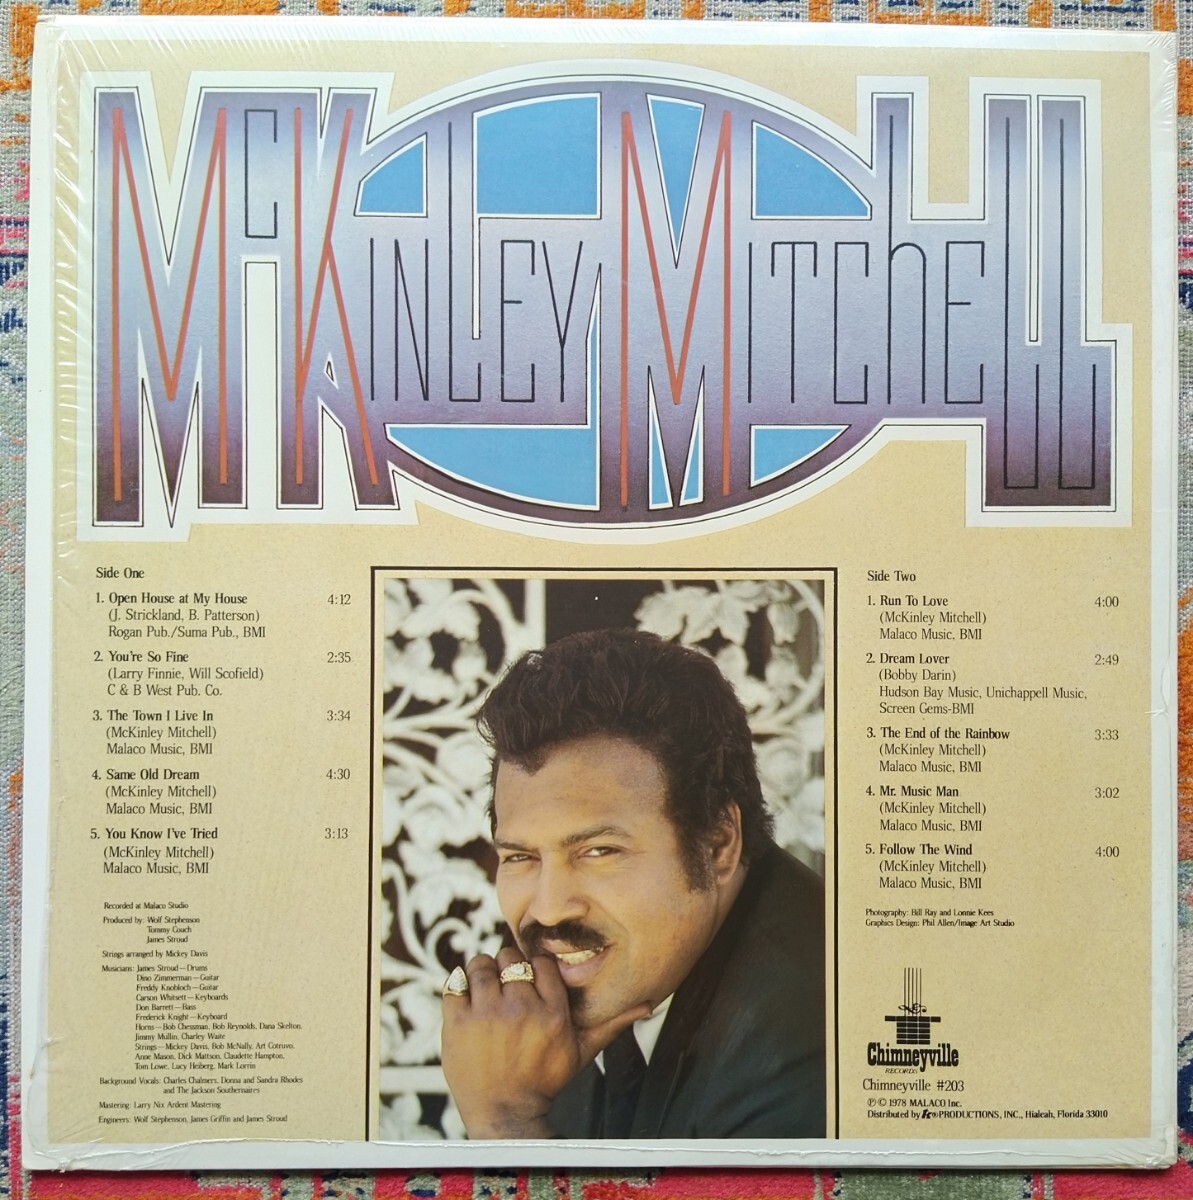 McKINLEY MITCHELL
Side One
1. Open House at My House 4:12
(J. Strickland, B. Patterson)
Rogan Pub./Suma Pub., BMI
2. You're So Fine 2:35
(Larry Finnie, Will Scofield)
C & B West Pub. Co.
3. The Town I Live In 3:34
(McKinley Mitchell)
Malaco Music, BMI
4. Same Old Dream 4:30
(McKinley Mitchell)
Malaco Music, BMI
5. You Know I've Tried 3:13
(McKinley Mitchell)
Malaco Music, BMI
Recorded at Malaco Studio
Produced by: Wolf Stephenson
Tommy Couch
James Stroud
Strings arranged by Mickey Davis
Musicians: James Stroud—Drums
Dino Zimmerman—Guitar
Freddy Knobloch—Guitar
Carson Whitsett—Keyboards
Don Barrett—Bass
Frederick Knight—Keyboard
Horns—Bob Chessman, Bob Reynolds, Dana Skelton,
Jimmy Mullin, Charley Waite
Strings—Mickey Davis, Bob McNally, Art Cotruvo,
Anne Mason, Dick Mattson, Claudette Hampton,
Tom Lowe, Lucy Heiberg, Mark Lorrin
Background Vocals: Charles Chalmers, Donna and Sandra Rhodes
and The Jackson Southernaires
Mastering: Larry Nix Ardent Mastering
Engineers: Wolf Stephenson, James Griffin and James Stroud
Side Two
1. Run To Love 4:00
(McKinley Mitchell)
Malaco Music, BMI
2. Dream Lover 2:49
(Bobby Darin)
Hudson Bay Music, Unichappell Music,
Screen Gems-BMI
3. The End of the Rainbow 3:33
(McKinley Mitchell)
Malaco Music, BMI
4. Mr. Music Man 3:02
(McKinley Mitchell)
Malaco Music, BMI
5. Follow The Wind 4:00
(McKinley Mitchell)
Malaco Music, BMI
Photography: Bill Ray and Lonnie Kees
Graphics Design: Phil Allen/Image Art Studio
Chimneyville
RECORDS
Chimneyville #203
Ⓟ © 1978 MALACO Inc.
Distributed by T.K. PRODUCTIONS, INC., Hialeah, Florida 33010